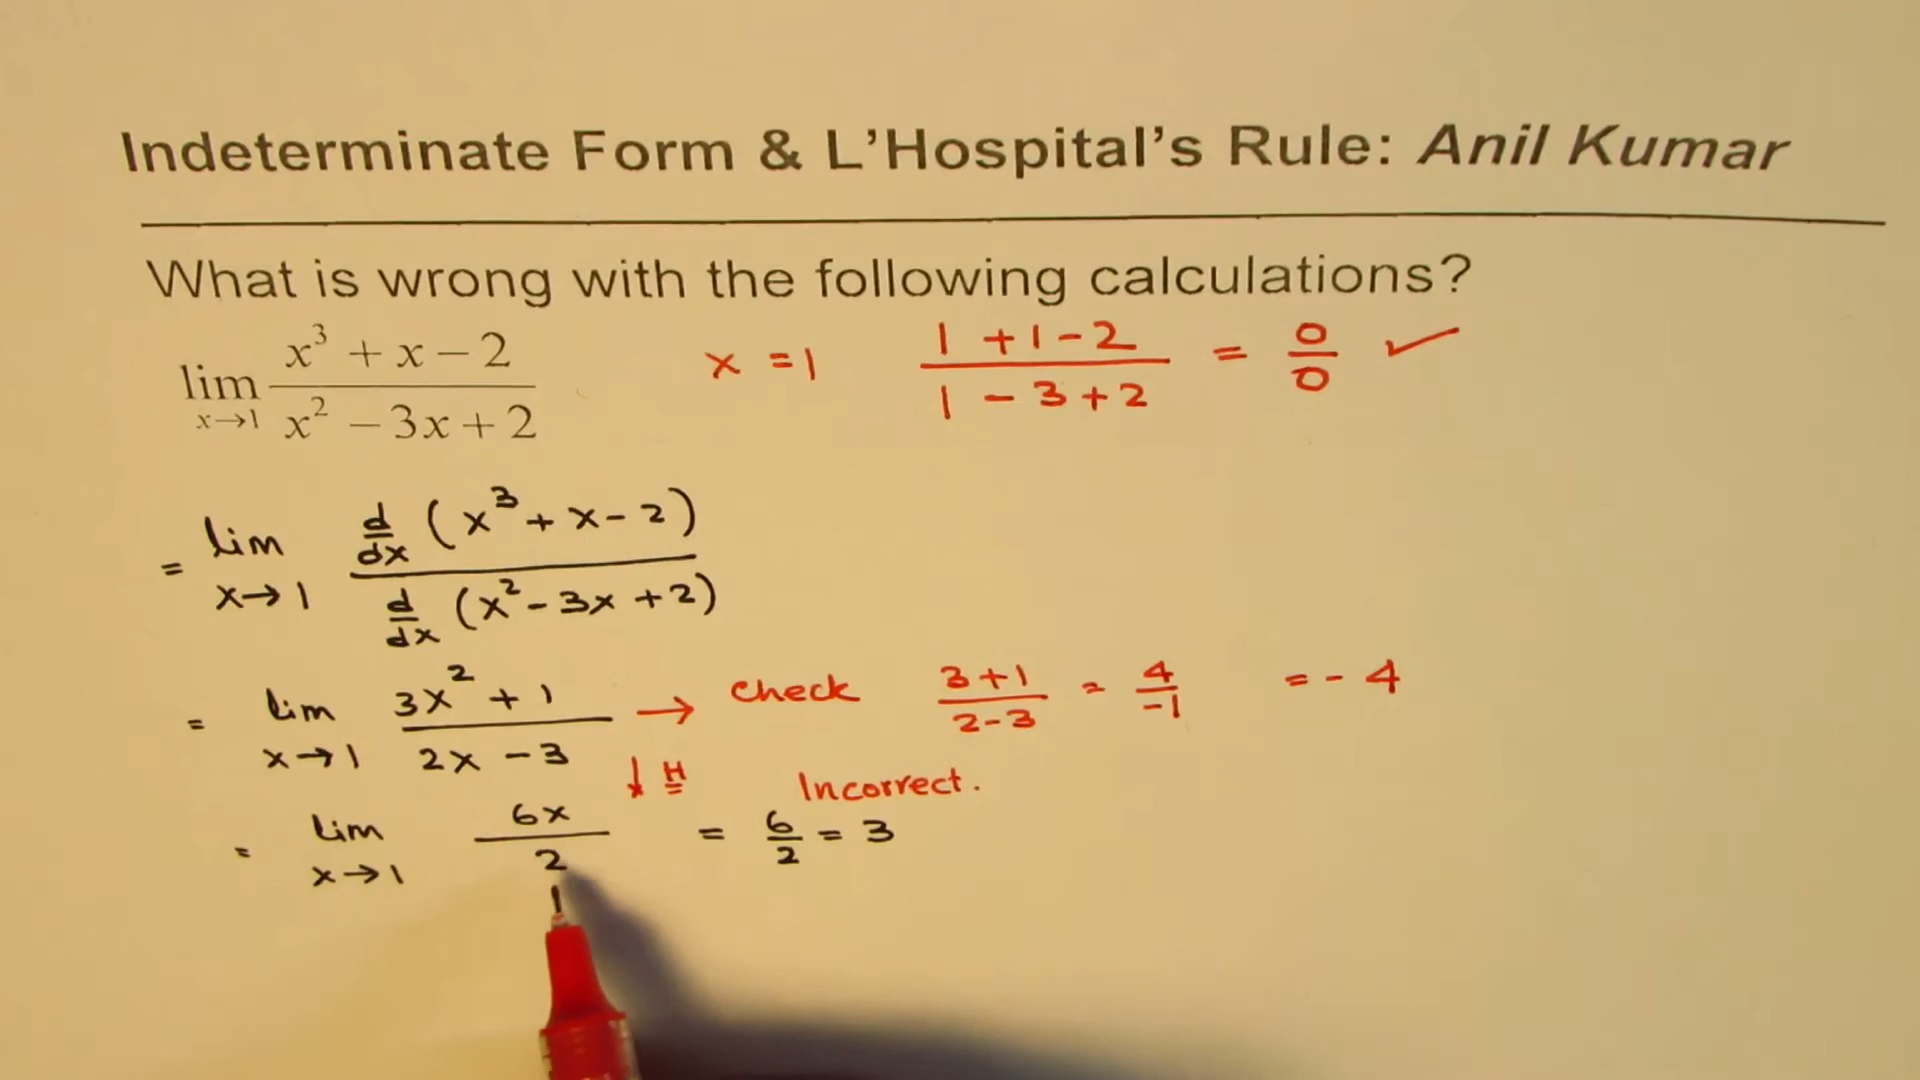 Indeterminate Form & L'Hospital's Rule: Anil Kumar
What is wrong with the following calculations?
lim x→1 (x³ + x − 2)/(x² − 3x + 2)    x = 1    (1 + 1 − 2)/(1 − 3 + 2) = 0/0 ✓
= lim x→1 (d/dx (x³ + x − 2))/(d/dx (x² − 3x + 2))
= lim x→1 (3x² + 1)/(2x − 3) → Check (3+1)/(2−3) = 4/−1 = − 4
↓ H Incorrect.
= lim x→1 6x/2 = 6/2 = 3